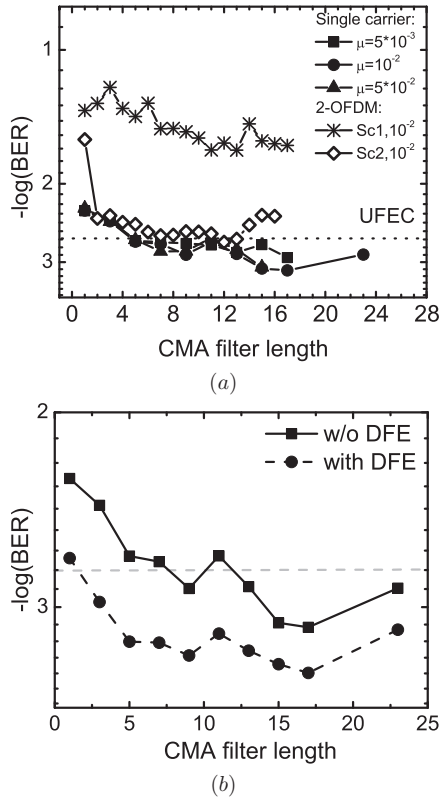 Single carrier:
μ=5*10-3
μ=10-2
μ=5*10-2
2-OFDM:
Sc1,10-2
Sc2,10-2
UFEC
1
2
3
-log(BER)
0 4 8 12 16 20 24 28
CMA filter length
(a)
w/o DFE
with DFE
2
3
-log(BER)
0 5 10 15 20 25
CMA filter length
(b)